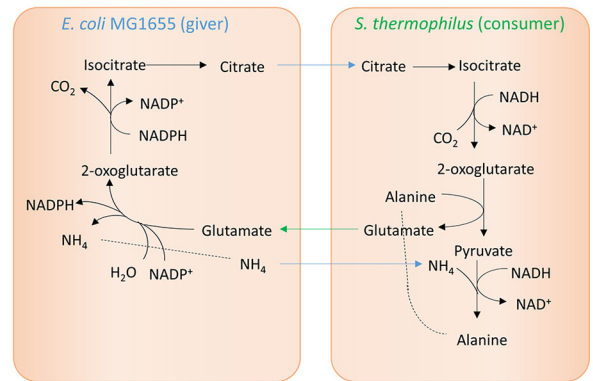 E. coli MG1655 (giver)
Isocitrate
Citrate
CO₂
NADP⁺
NADPH
2-oxoglutarate
NADPH
NH₄
Glutamate
H₂O
NADP⁺
NH₄
S. thermophilus (consumer)
Citrate
Isocitrate
NADH
CO₂
NAD⁺
2-oxoglutarate
Alanine
Glutamate
Pyruvate
NH₄
NADH
NAD⁺
Alanine